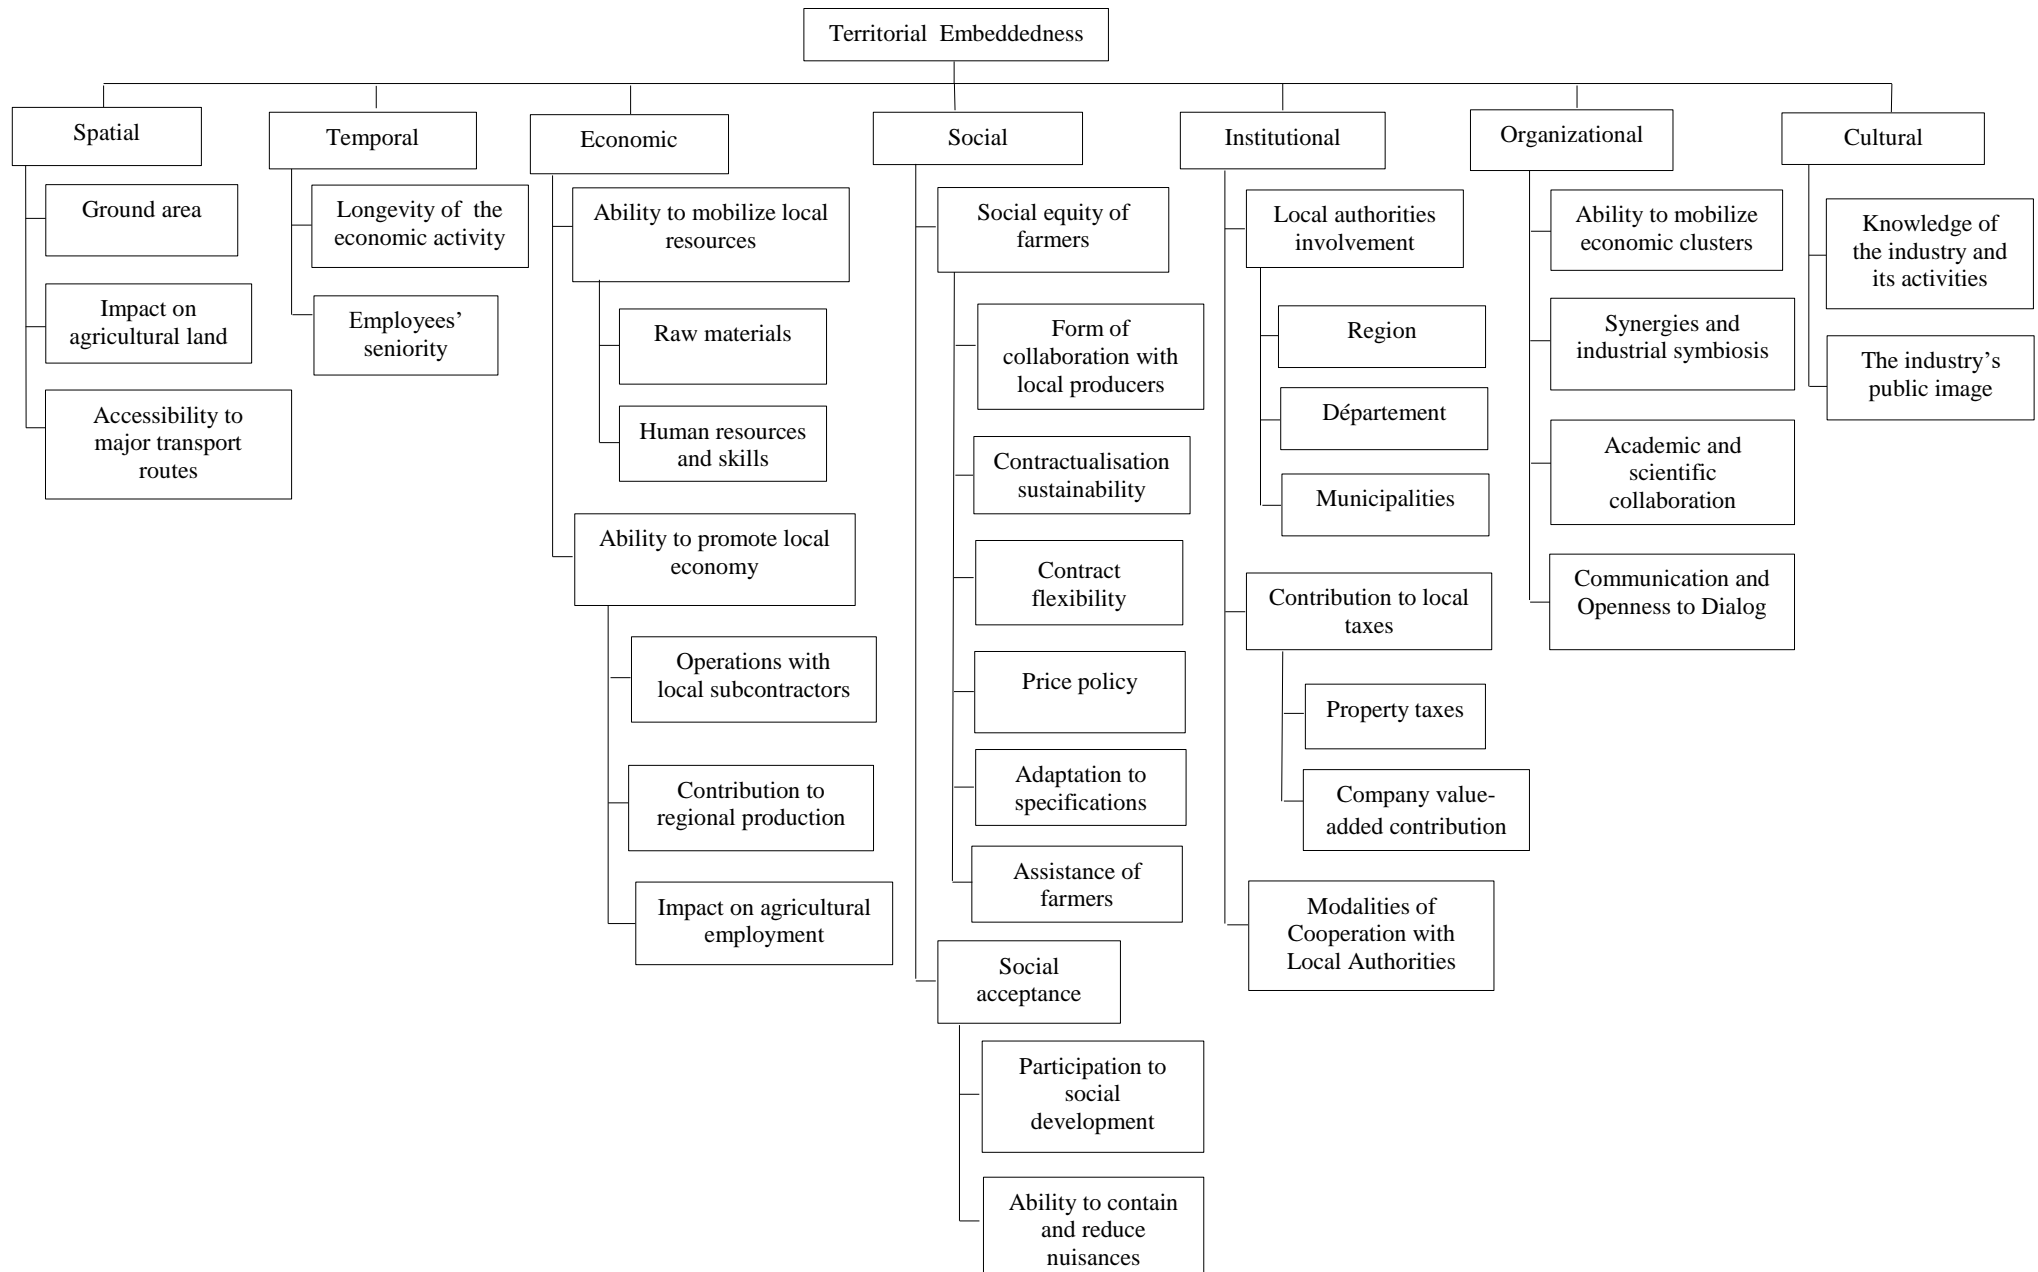 Territorial Embeddedness
Spatial
Ground area
Impact on
agricultural land
Accessibility to
major transport
routes
Temporal
Longevity of the
economic activity
Employees’
seniority
Economic
Ability to mobilize local
resources
Raw materials
Human resources
and skills
Ability to promote local
economy
Operations with
local subcontractors
Contribution to
regional production
Impact on agricultural
employment
Social
Social equity of
farmers
Form of
collaboration with
local producers
Contractualisation
sustainability
Contract
flexibility
Price policy
Adaptation to
specifications
Assistance of
farmers
Social
acceptance
Participation to
social
development
Ability to contain
and reduce
nuisances
Institutional
Local authorities
involvement
Region
Département
Municipalities
Contribution to local
taxes
Property taxes
Company value-
added contribution
Modalities of
Cooperation with
Local Authorities
Organizational
Ability to mobilize
economic clusters
Synergies and
industrial symbiosis
Academic and
scientific
collaboration
Communication and
Openness to Dialog
Cultural
Knowledge of
the industry and
its activities
The industry’s
public image